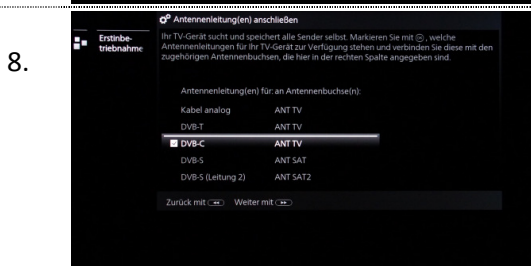 8.
Erstinbe-
triebnahme
Antennenleitung(en) anschließen
Ihr TV-Gerät sucht und speichert alle Sender selbst. Markieren Sie mit, welche
Antennenleitungen für Ihr TV-Gerät zur Verfügung stehen und verbinden Sie diese mit den
zugehörigen Antennenbuchsen, die hier in der rechten Spalte angegeben sind.
Antennenleitung(en) für: an Antennenbuchse(n):
Kabel analog ANT TV
DVB-T ANT TV
DVB-C ANT TV
DVB-S ANT SAT
DVB-S (Leitung 2) ANT SAT2
Zurück mit Weiter mit